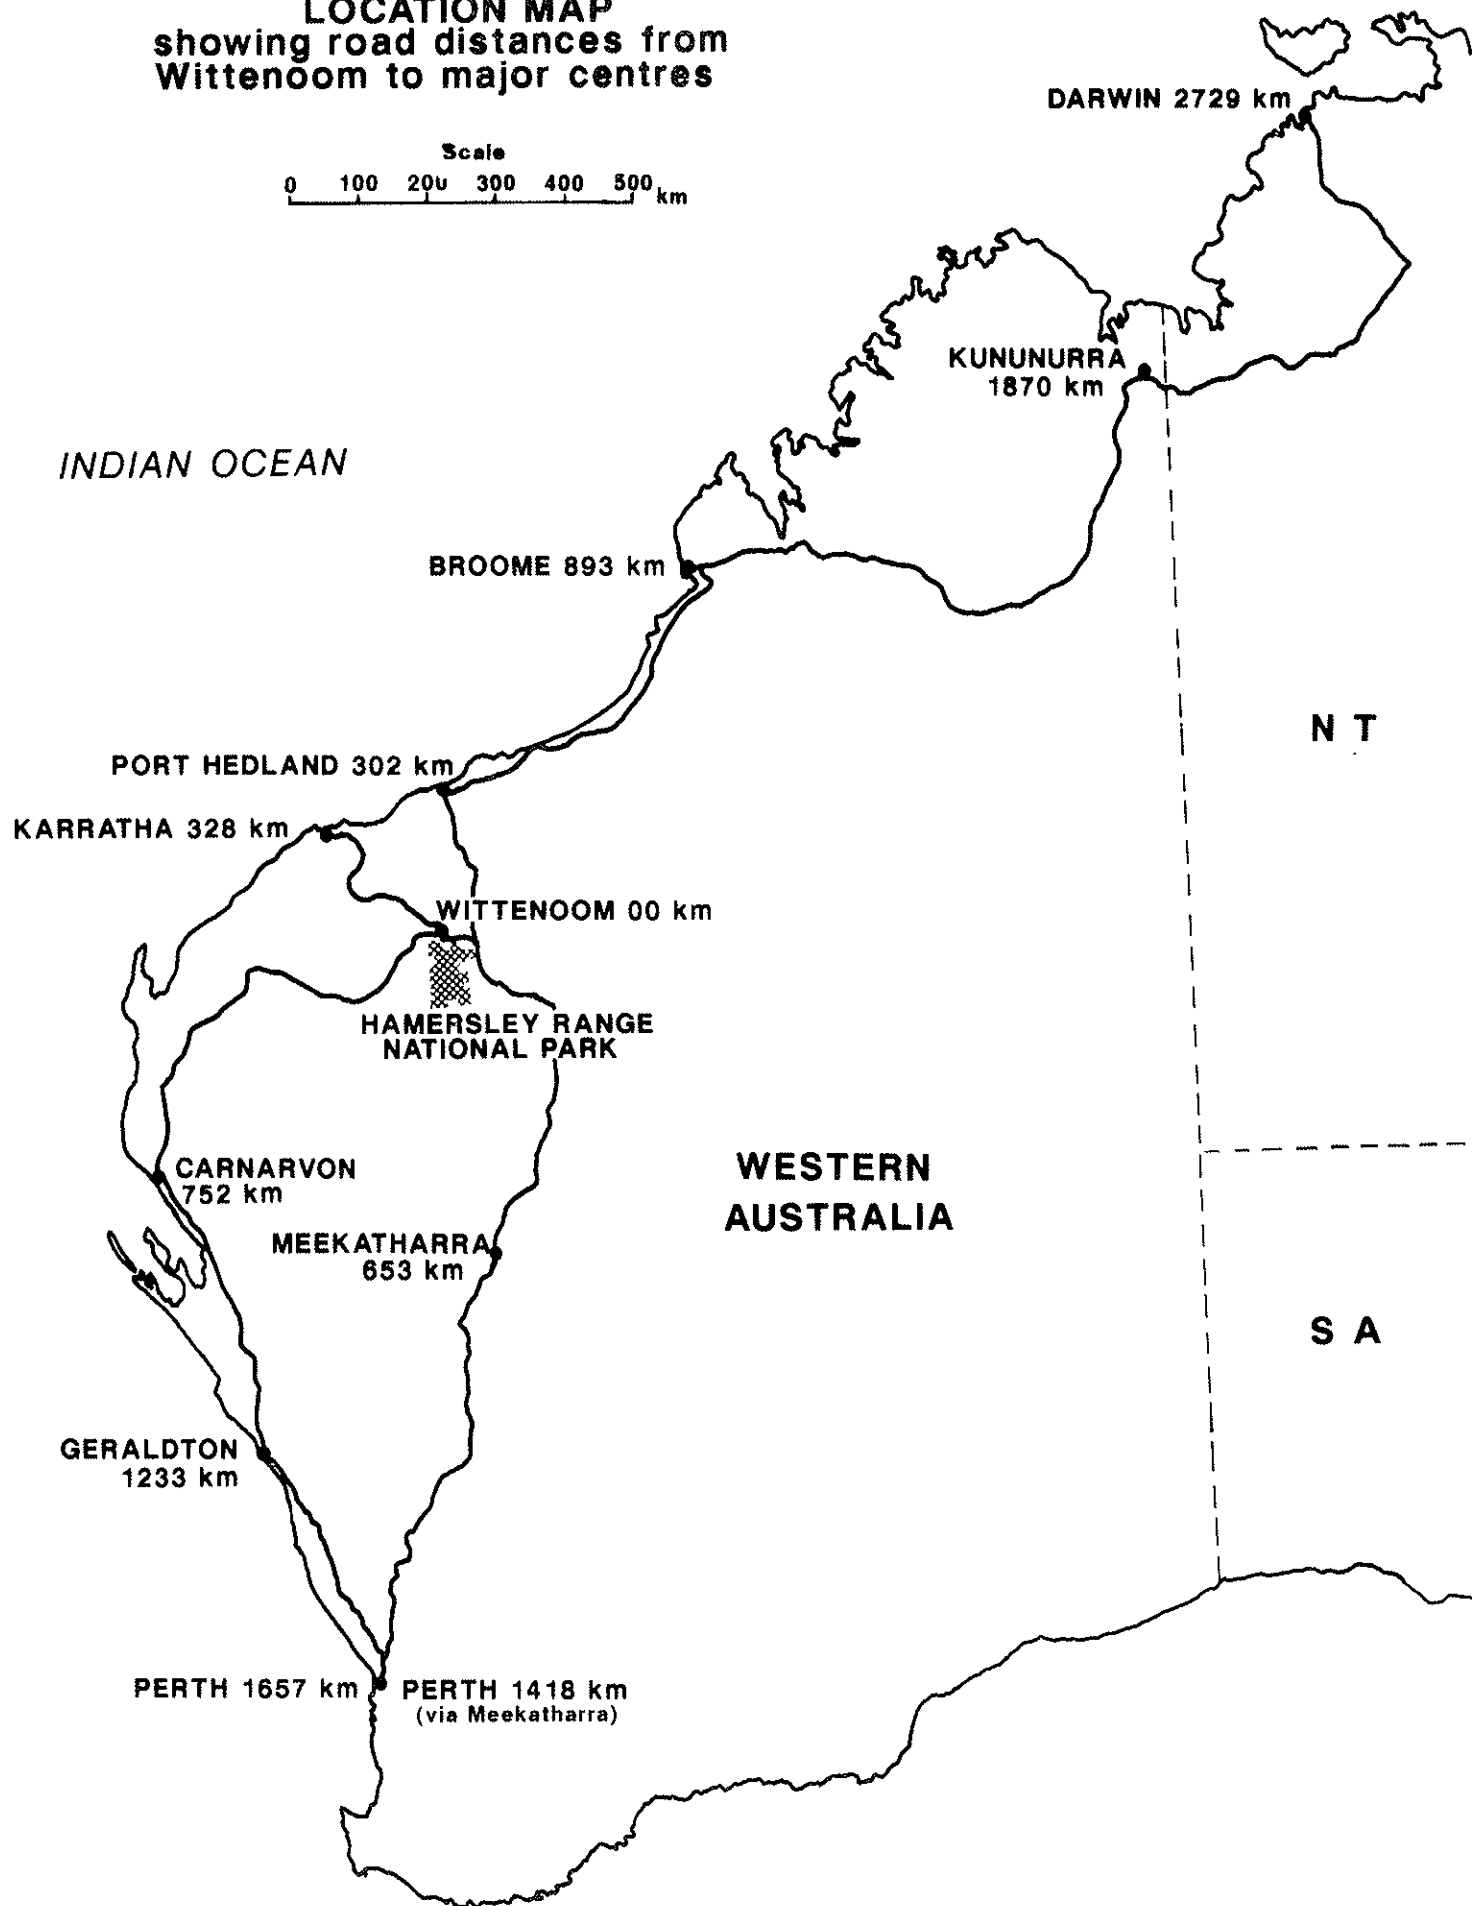 LOCATION MAP
showing road distances from
Wittenoom to major centres
Scale
0 100 200 300 400 500 km
DARWIN 2729 km
KUNUNURRA
1870 km
INDIAN OCEAN
BROOME 893 km
N T
PORT HEDLAND 302 km
KARRATHA 328 km
WITTENOOM 00 km
HAMERSLEY RANGE
NATIONAL PARK
CARNARVON
752 km
WESTERN
AUSTRALIA
MEEKATHARRA
653 km
S A
GERALDTON
1233 km
PERTH 1657 km
PERTH 1418 km
(via Meekatharra)